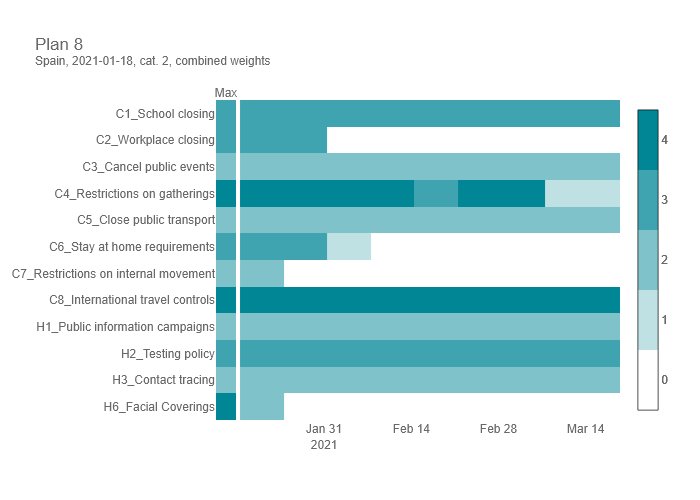 Plan 8
Spain, 2021-01-18, cat. 2, combined weights
Max
C1_School closing
C2_Workplace closing
C3_Cancel public events
C4_Restrictions on gatherings
C5_Close public transport
C6_Stay at home requirements
C7_Restrictions on internal movement
C8_International travel controls
H1_Public information campaigns
H2_Testing policy
H3_Contact tracing
H6_Facial Coverings
Jan 31 Feb 14 Feb 28 Mar 14
2021
4
3
2
1
0